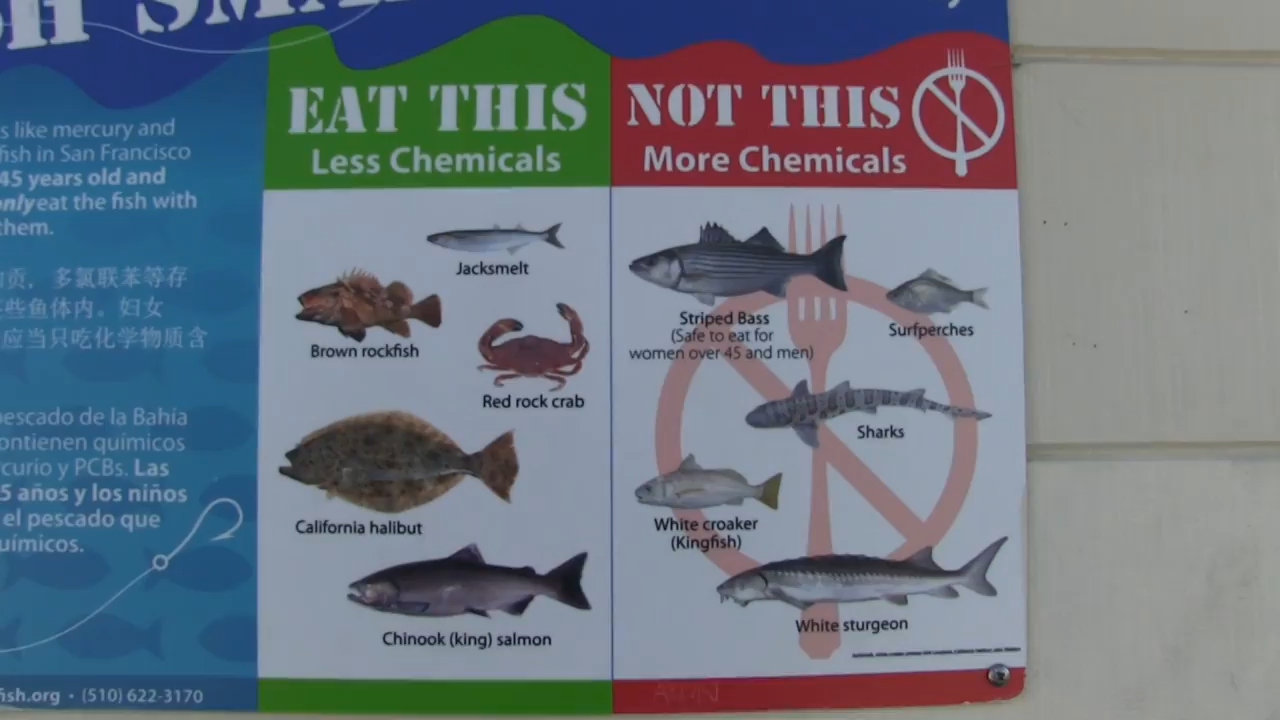 SMA
s like mercury and
fish in San Francisco
45 years old and
only eat the fish with
them.
贡，多氯联苯等存
些鱼体内。妇女
应当只吃化学物质含
pescado de la Bahía
ontienen químicos
rcurio y PCBs. Las
5 años y los niños
el pescado que
uímicos.
fish.org • (510) 622-3170
EAT THIS
Less Chemicals
Jacksmelt
Brown rockfish
Red rock crab
California halibut
Chinook (king) salmon
NOT THIS
More Chemicals
Striped Bass
(Safe to eat for
women over 45 and men)
Surfperches
Sharks
White croaker
(Kingfish)
White sturgeon